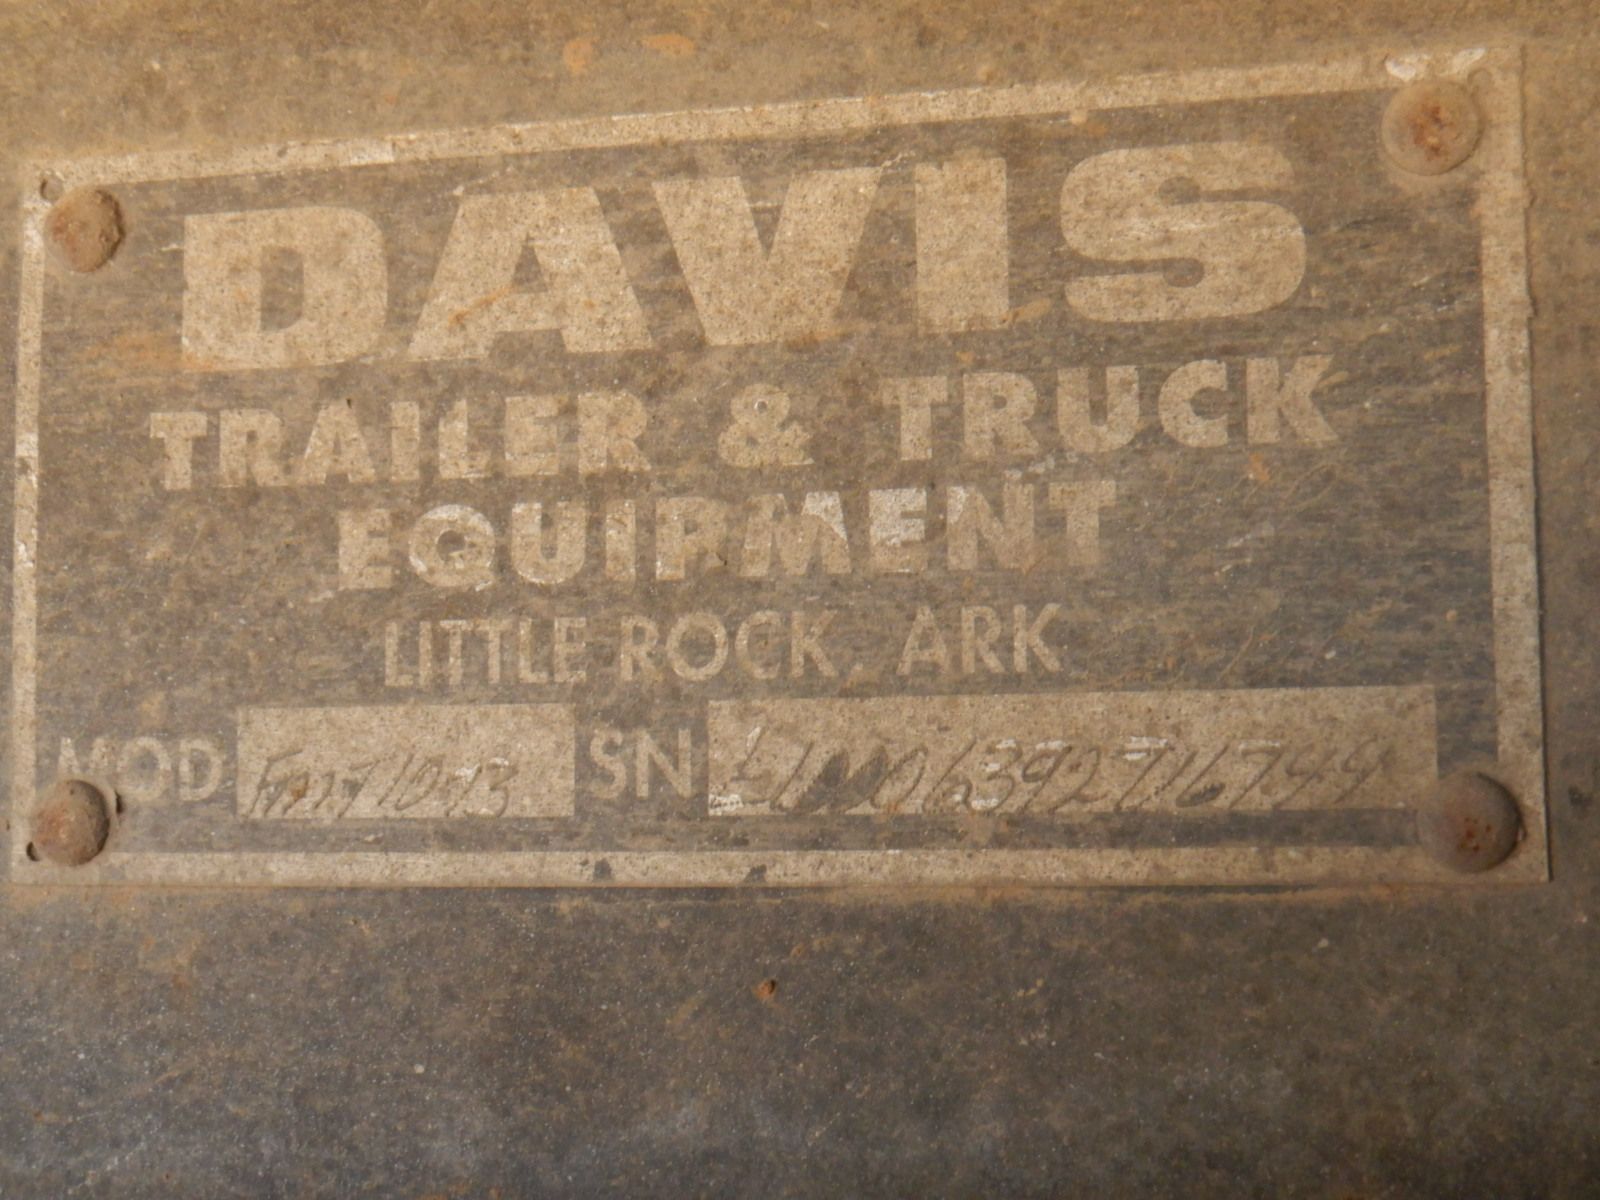 DAVIS
TRAILER & TRUCK
EQUIPMENT
LITTLE ROCK, ARK
MOD SN